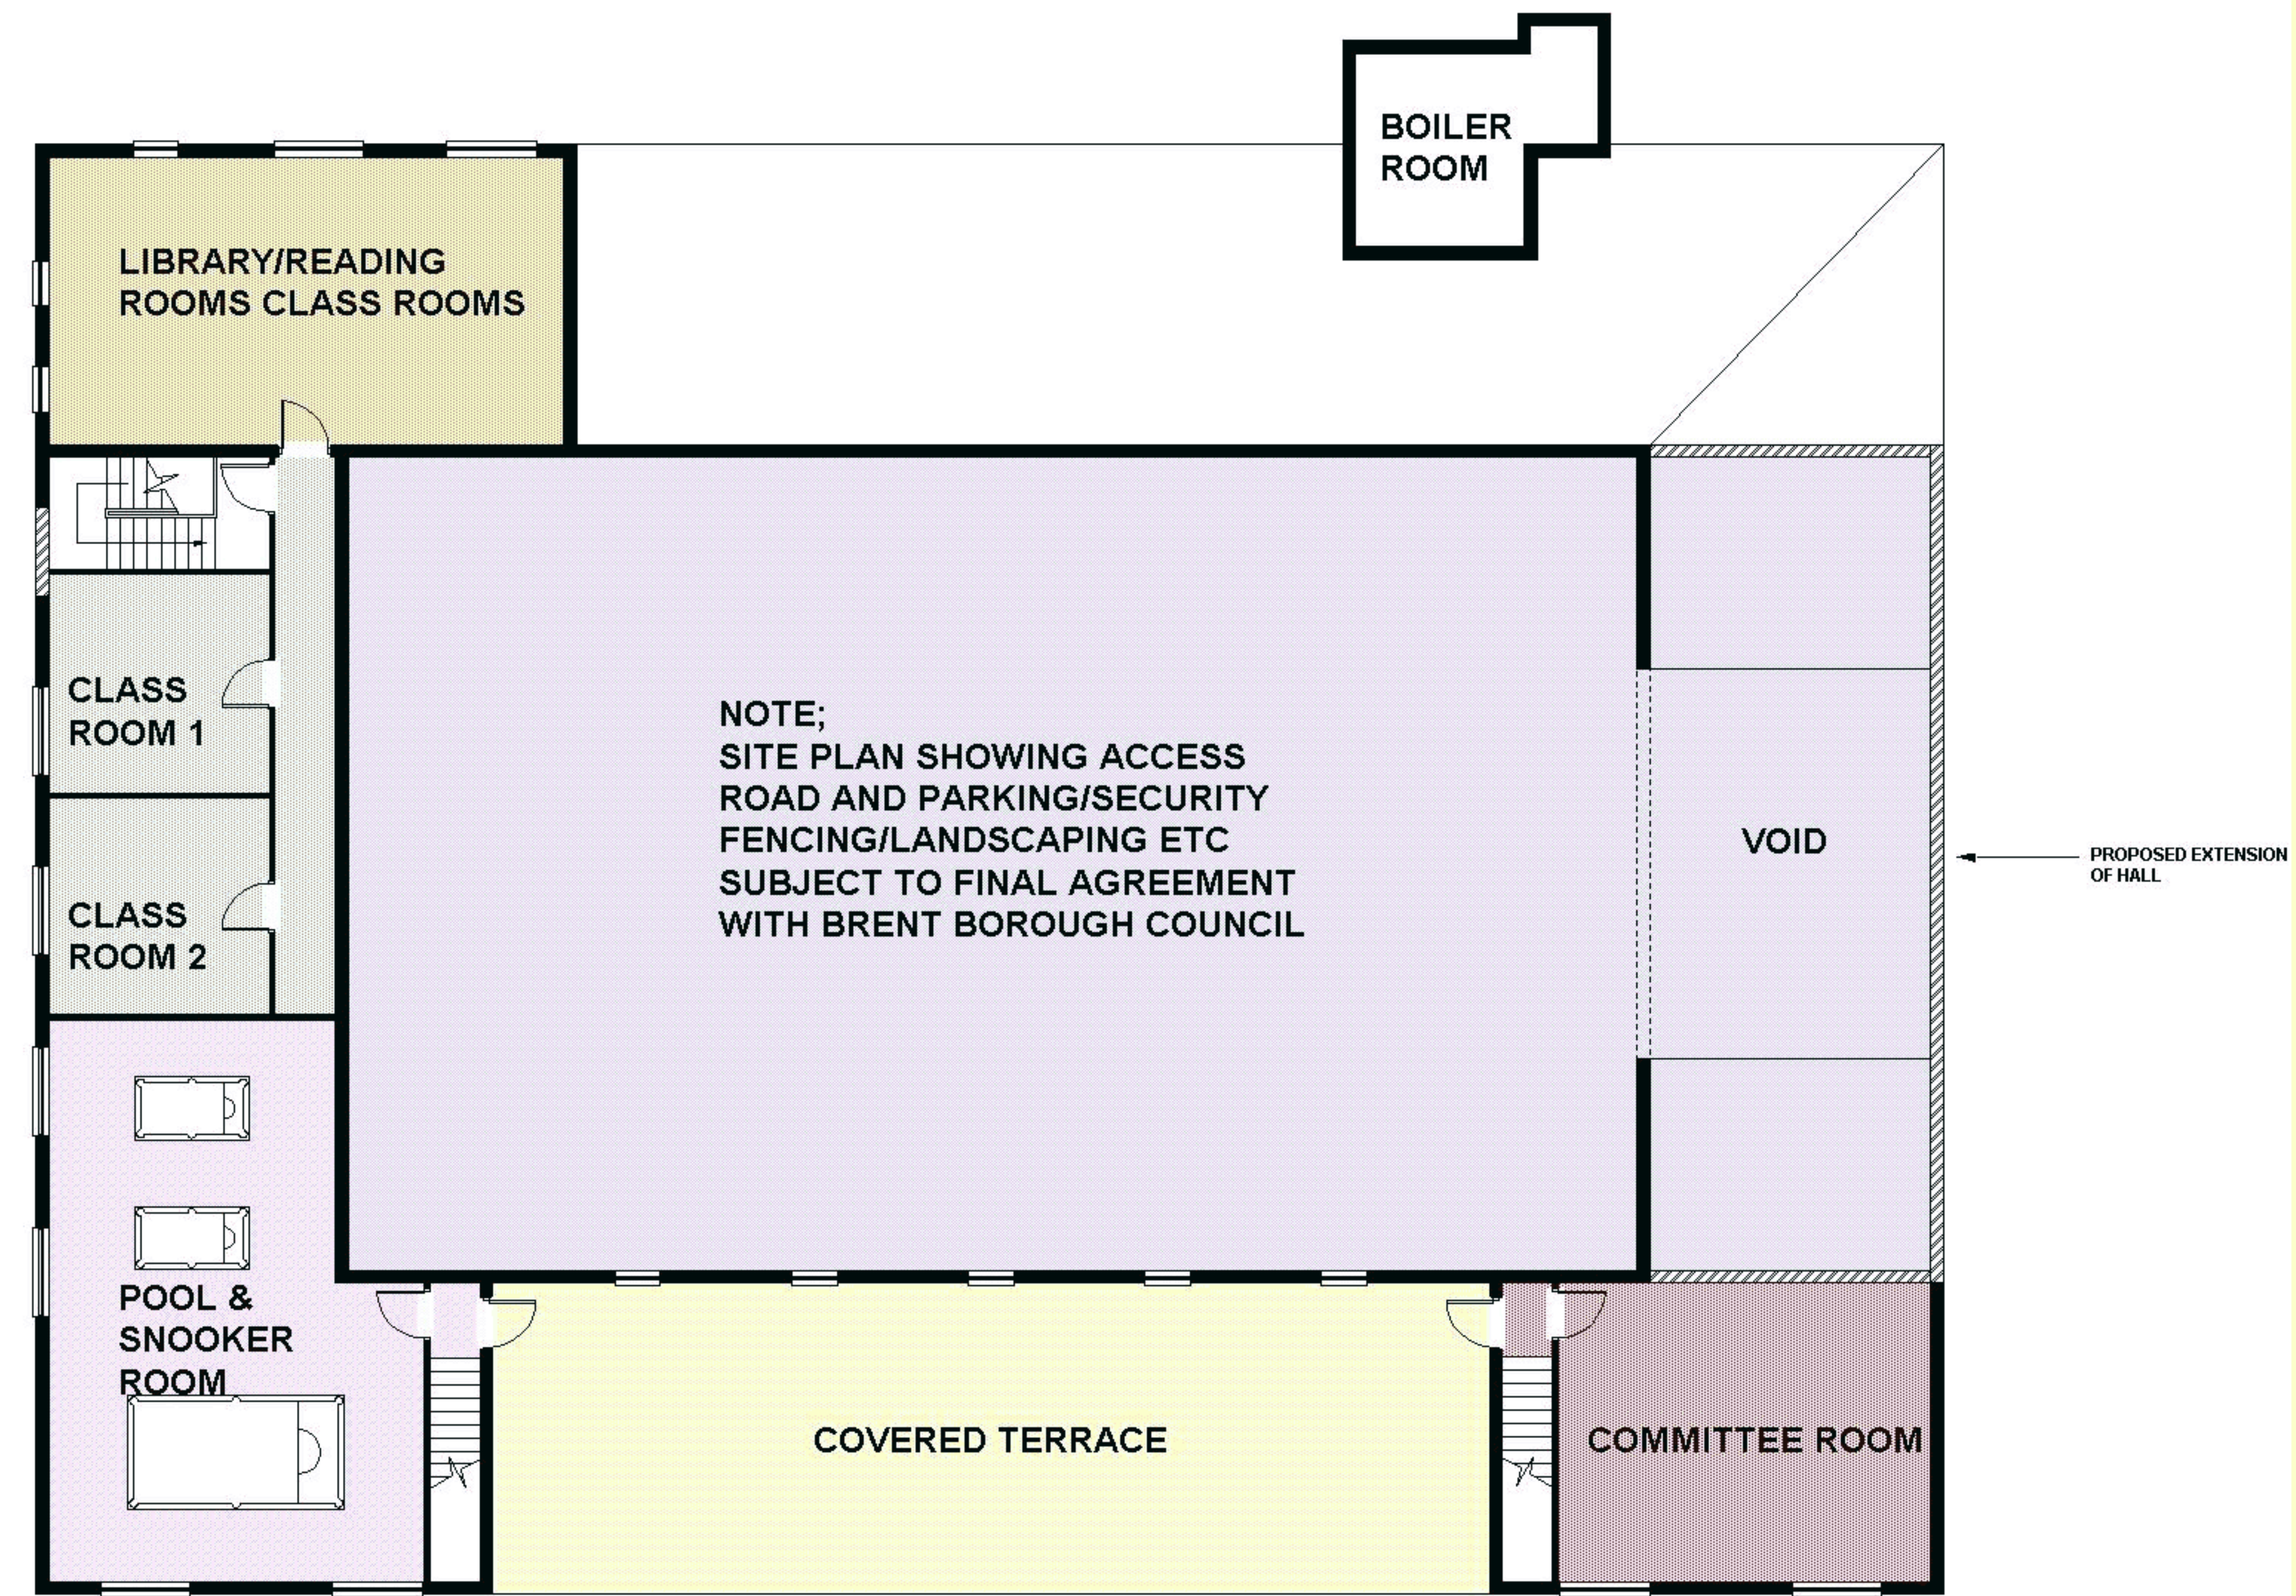 BOILER
ROOM
LIBRARY/READING
ROOMS CLASS ROOMS
CLASS
ROOM 1
NOTE;
SITE PLAN SHOWING ACCESS
ROAD AND PARKING/SECURITY
FENCING/LANDSCAPING ETC
SUBJECT TO FINAL AGREEMENT
WITH BRENT BOROUGH COUNCIL
VOID
PROPOSED EXTENSION
OF HALL
CLASS
ROOM 2
POOL &
SNOOKER
ROOM
COVERED TERRACE
COMMITTEE ROOM